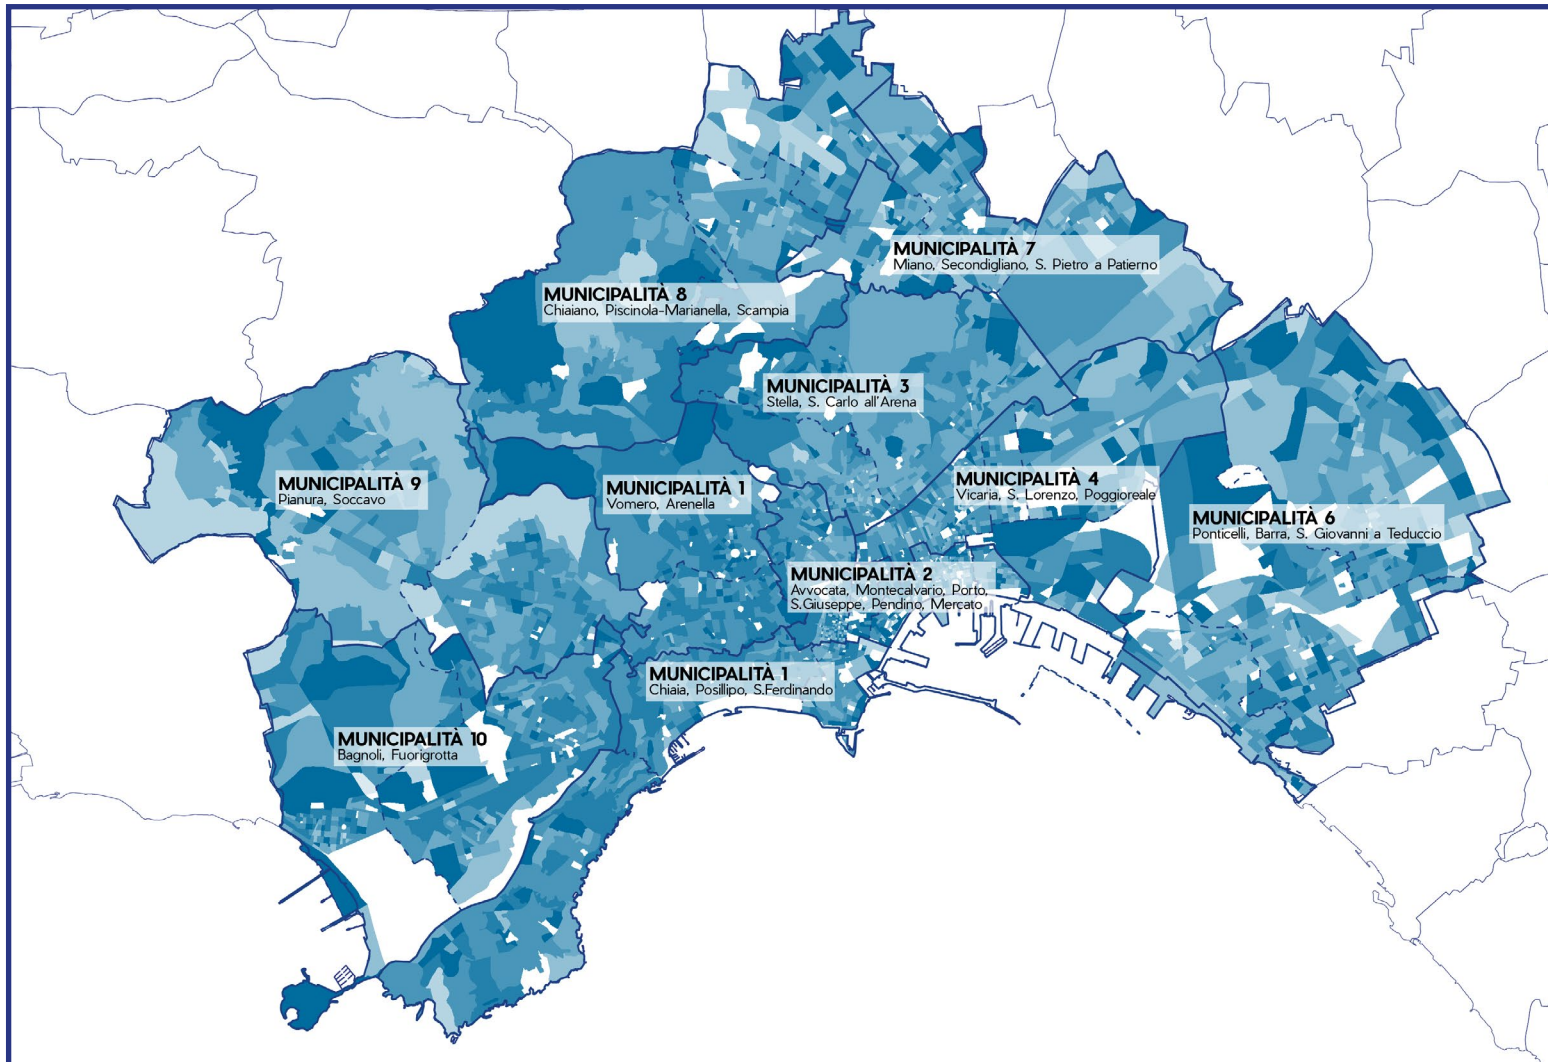 MUNICIPALITÀ 7
Miano, Secondigliano, S. Pietro a Patierno
MUNICIPALITÀ 8
Chiaiano, Piscinola-Marianella, Scampia
MUNICIPALITÀ 3
Stella, S. Carlo all'Arena
MUNICIPALITÀ 9
Pianura, Soccavo
MUNICIPALITÀ 1
Vomero, Arenella
MUNICIPALITÀ 4
Vicaria, S. Lorenzo, Poggioreale
MUNICIPALITÀ 6
Ponticelli, Barra, S. Giovanni a Teduccio
MUNICIPALITÀ 2
Avvocata, Montecalvario, Porto,
S.Giuseppe, Pendino, Mercato
MUNICIPALITÀ 1
Chiaia, Posillipo, S.Ferdinando
MUNICIPALITÀ 10
Bagnoli, Fuorigrotta